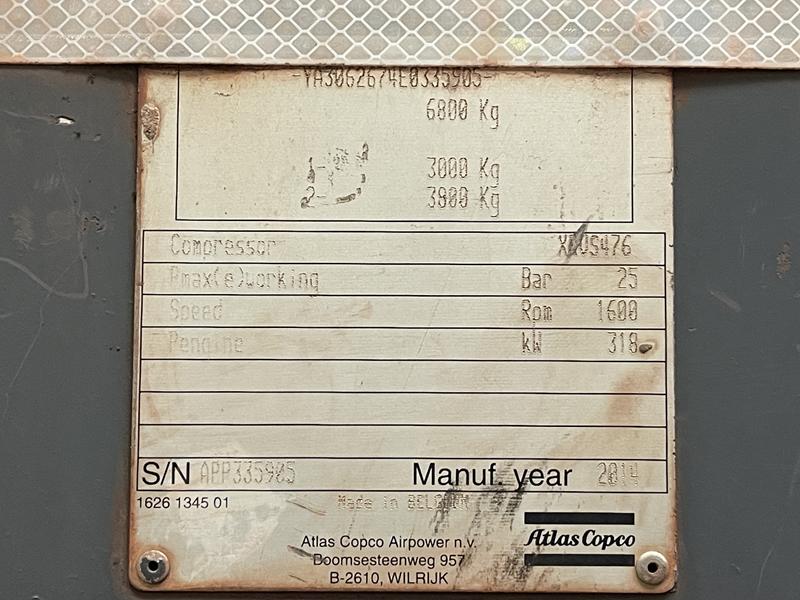 -YA3062674E0335905-
6800 Kg
1- 3000 Kg
2- 3800 Kg
Compressor
Pmax(e)working Bar 25
Speed Rpm 1600
Pengine kW 318
S/N APP335905 Manuf. year 2014
1626 1345 01 Made in BELGIUM
Atlas Copco Airpower n.v.
Boomsesteenweg 957
B-2610, WILRIJK
Atlas Copco